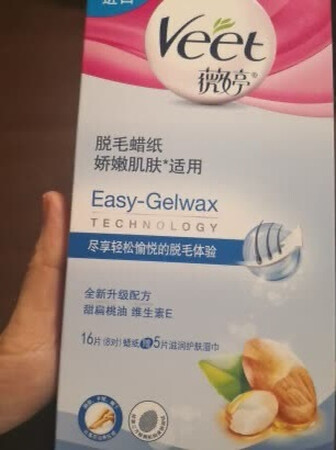 进口
Veet
薇婷®
脱毛蜡纸
娇嫩肌肤*适用
Easy-Gelwax
TECHNOLOGY
尽享轻松愉悦的脱毛体验
全新升级配方
甜扁桃油 维生素E
16片(8对)蜡纸赠5片滋润护肤湿巾